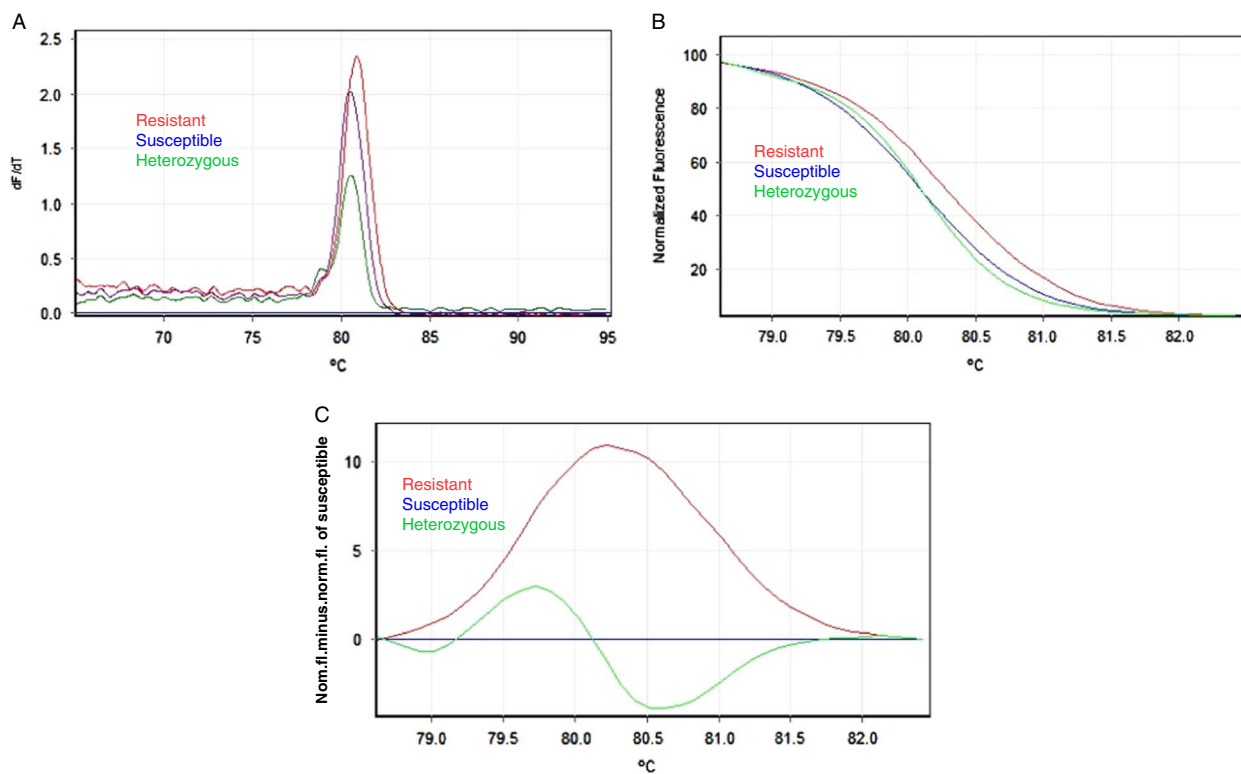 A
dF/dT
2.5
2.0
1.5
1.0
0.5
0.0
Resistant
Susceptible
Heterozygous
70 75 80 85 90 95
ºC
B
Normalized Fluorescence
100
80
60
40
20
Resistant
Susceptible
Heterozygous
79.0 79.5 80.0 80.5 81.0 81.5 82.0
ºC
C
Nom.fl.minus.norm.fl. of susceptible
10
5
0
Resistant
Susceptible
Heterozygous
79.0 79.5 80.0 80.5 81.0 81.5 82.0
ºC